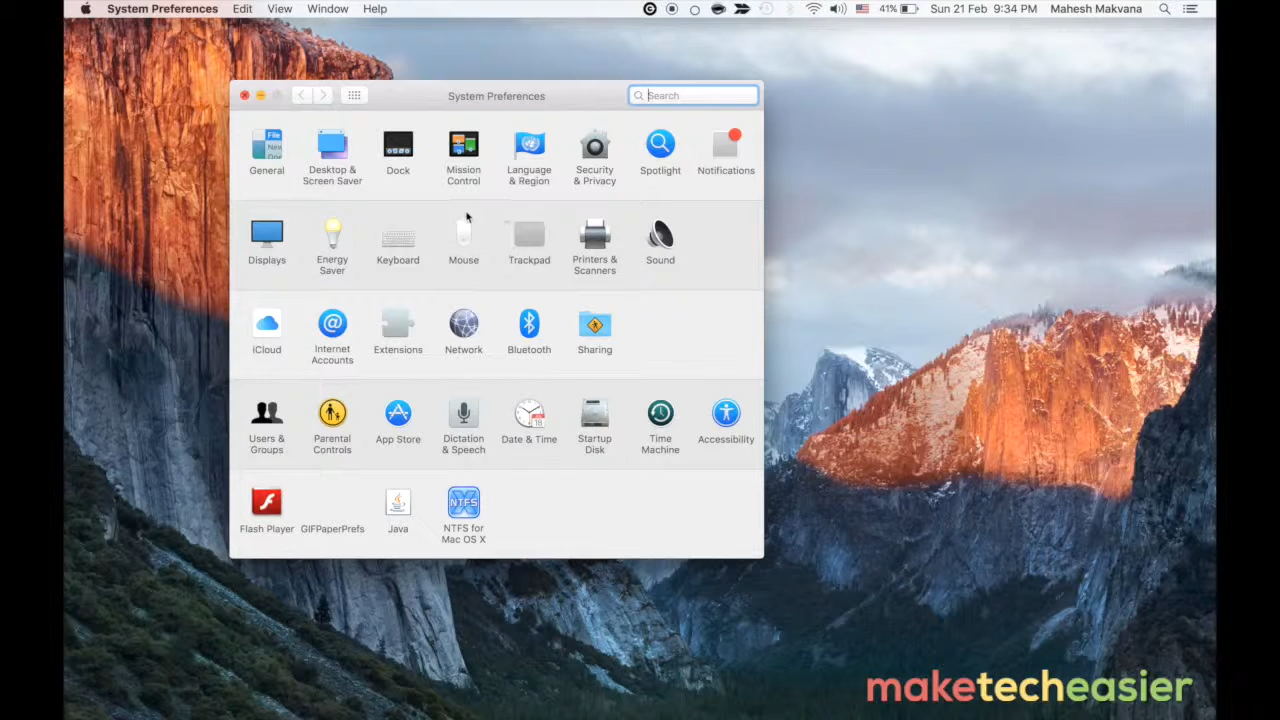 System Preferences Edit View Window Help 41% Sun 21 Feb 9:34 PM Mahesh Makvana
System Preferences Search
General
Desktop &
Screen Saver
Dock
Mission
Control
Language
& Region
Security
& Privacy
Spotlight
Notifications
Displays
Energy
Saver
Keyboard
Mouse
Trackpad
Printers &
Scanners
Sound
iCloud
Internet
Accounts
Extensions
Network
Bluetooth
Sharing
Users &
Groups
Parental
Controls
App Store
Dictation
& Speech
Date & Time
Startup
Disk
Time
Machine
Accessibility
Flash Player
GIFPaperPrefs
Java
NTFS for
Mac OS X
maketecheasier